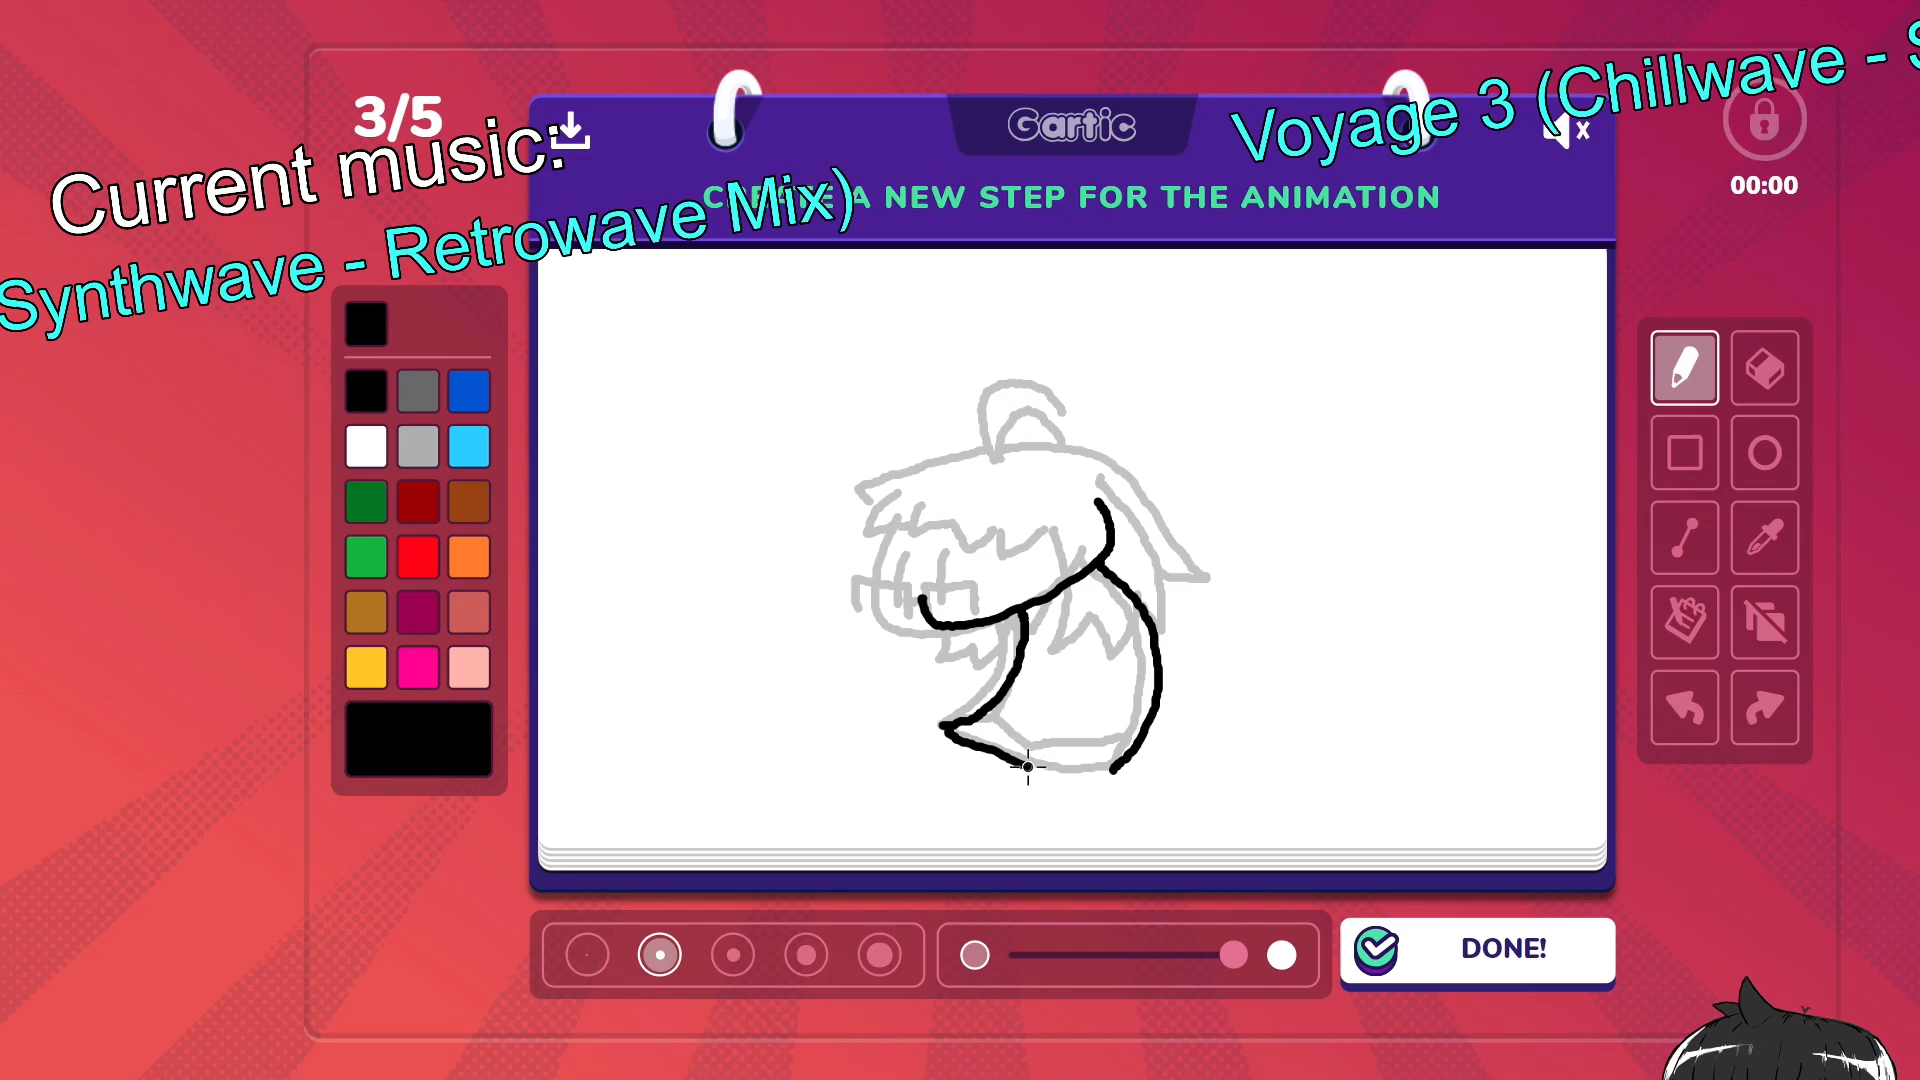 3/5
Current music:
Voyage 3 (Chillwave -
Synthwave - Retrowave Mix)
Gartic
00:00
A NEW STEP FOR THE ANIMATION
DONE!